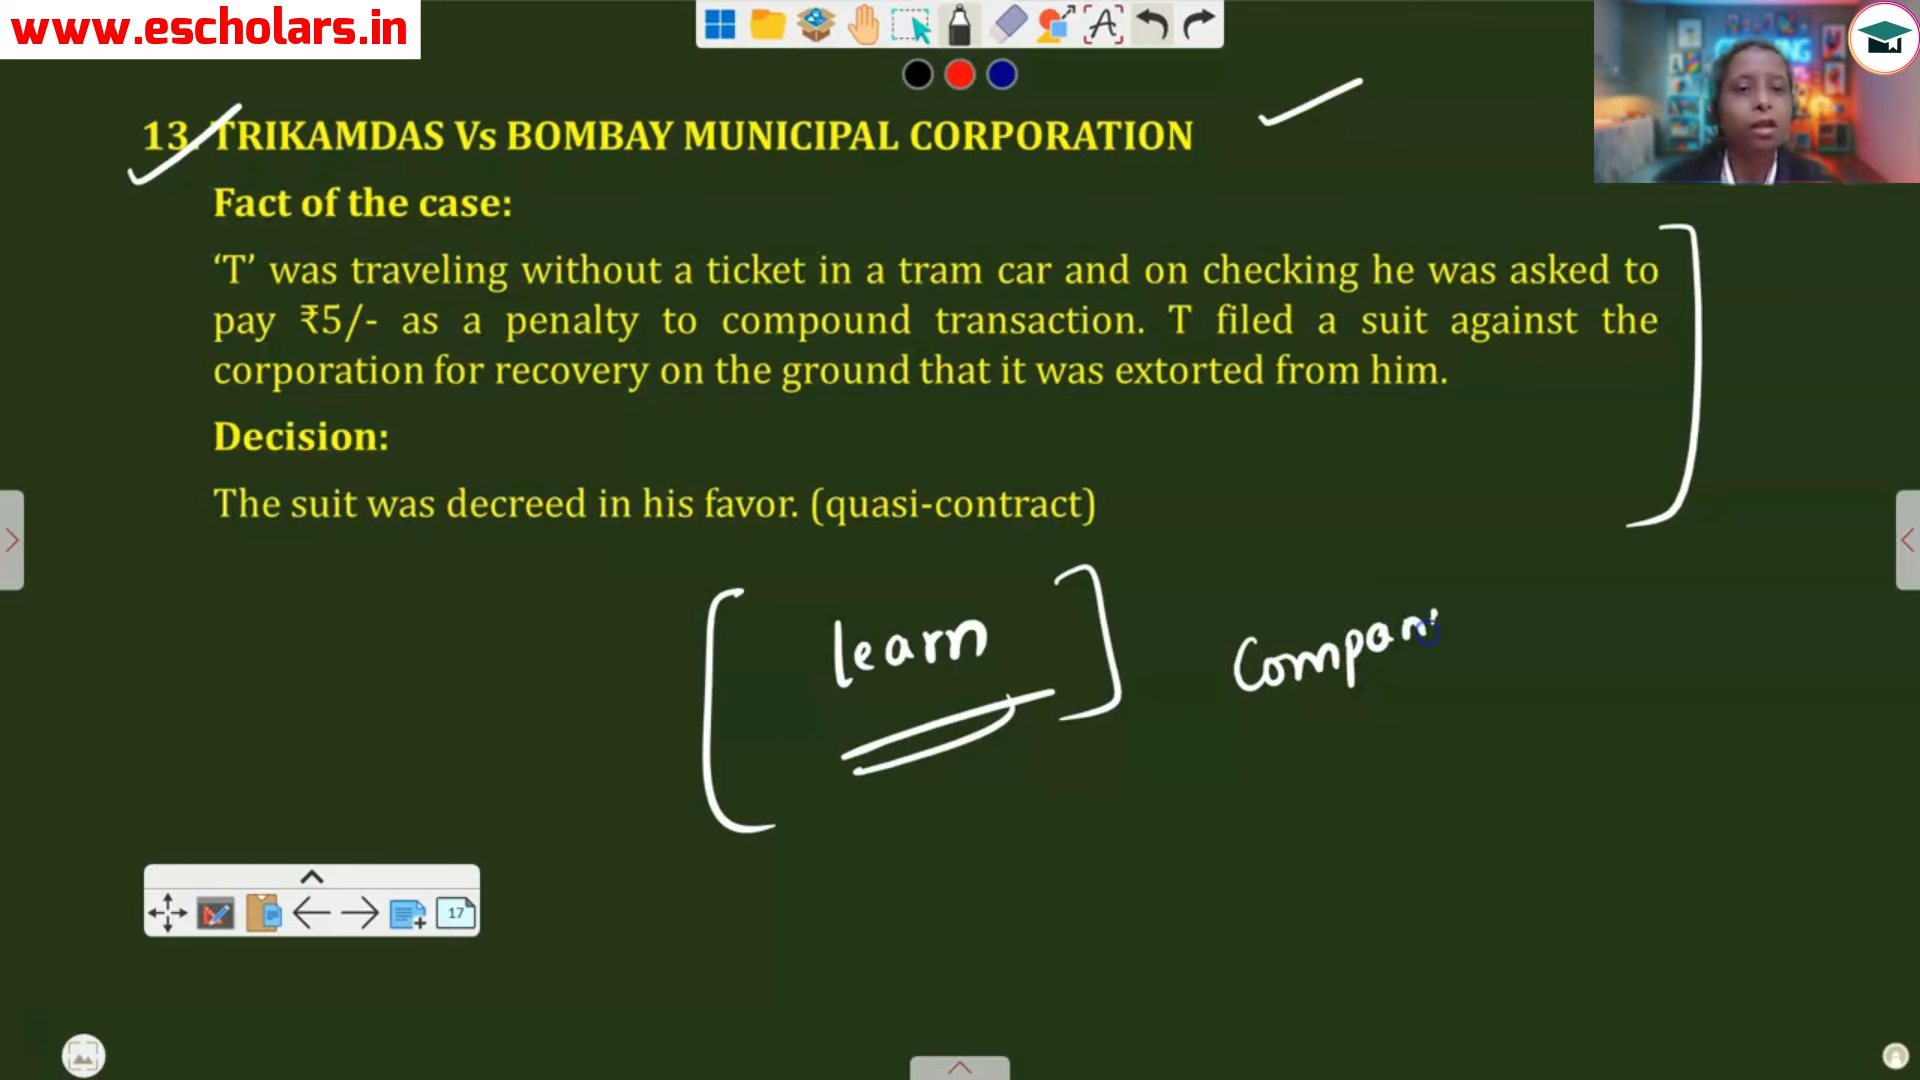 www.escholars.in
13. TRIKAMDAS Vs BOMBAY MUNICIPAL CORPORATION
Fact of the case:
‘T’ was traveling without a ticket in a tram car and on checking he was asked to
pay ₹5/- as a penalty to compound transaction. T filed a suit against the
corporation for recovery on the ground that it was extorted from him.
Decision:
The suit was decreed in his favor. (quasi-contract)
learn
Compan
17